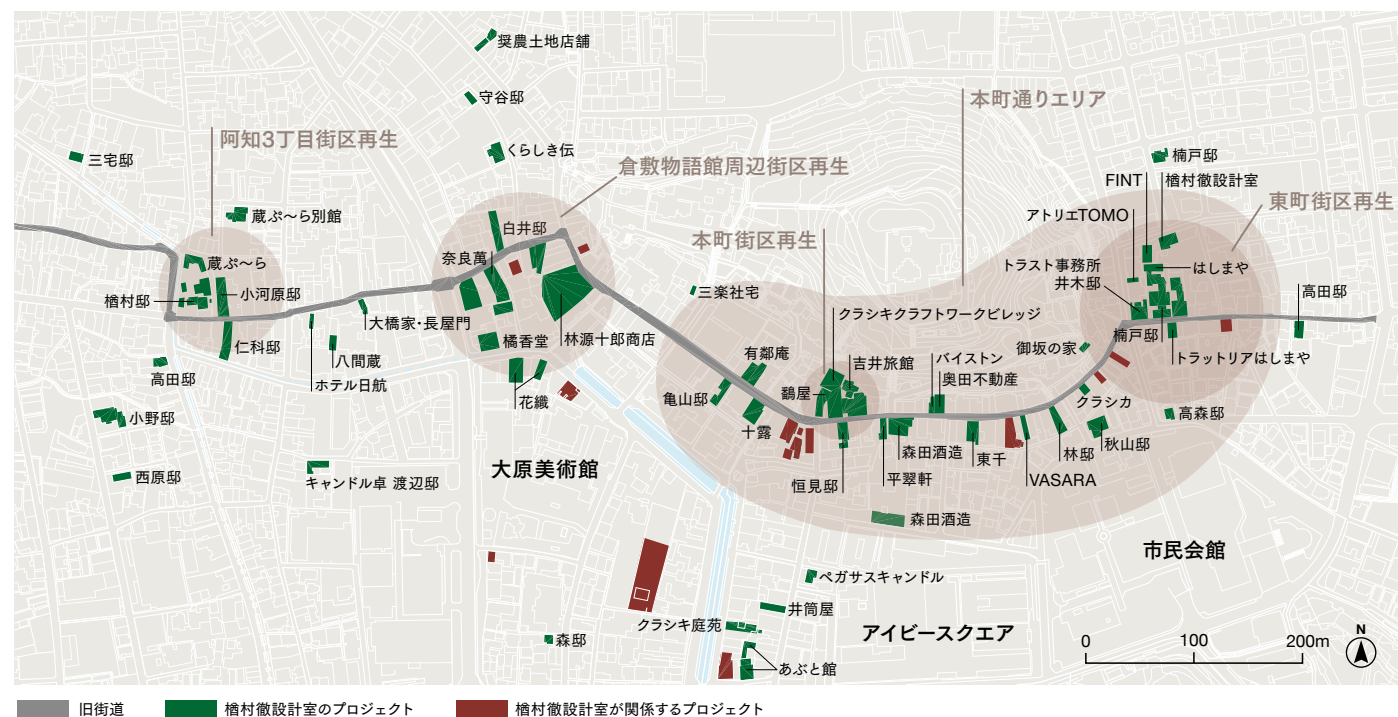 奨農土地店舗
守谷邸
本町通りエリア
阿知3丁目街区再生
三宅邸
くらしき伝
倉敷物語館周辺街区再生
楠戸邸
FINT
楢村徹設計室
アトリエTOMO
東町街区再生
蔵ぷ〜ら別館
白井邸
本町街区再生
奈良萬
蔵ぷ〜ら
トラスト事務所
井木邸
はしまや
楢村邸
小河原邸
三楽社宅
高田邸
大橋家・長屋門
クラシキクラフトワークビレッジ
林源十郎商店
橘香堂
仁科邸
八間蔵
楠戸邸
御坂の家
トラットリアはしまや
有鄰庵
吉井旅館
バイストン
奥田不動産
高田邸
ホテル日航
花織
亀山邸
鷊屋
クラシカ
高森邸
小野邸
十露
森田酒造
東千
林邸
秋山邸
大原美術館
西原邸
キャンドル卓 渡辺邸
恒見邸
平翠軒
VASARA
森田酒造
市民会館
ペガサスキャンドル
井筒屋
クラシキ庭苑
アイビースクエア
森邸
あぶと館
0
100
200m
N
旧街道
楢村徹設計室のプロジェクト
楢村徹設計室が関係するプロジェクト